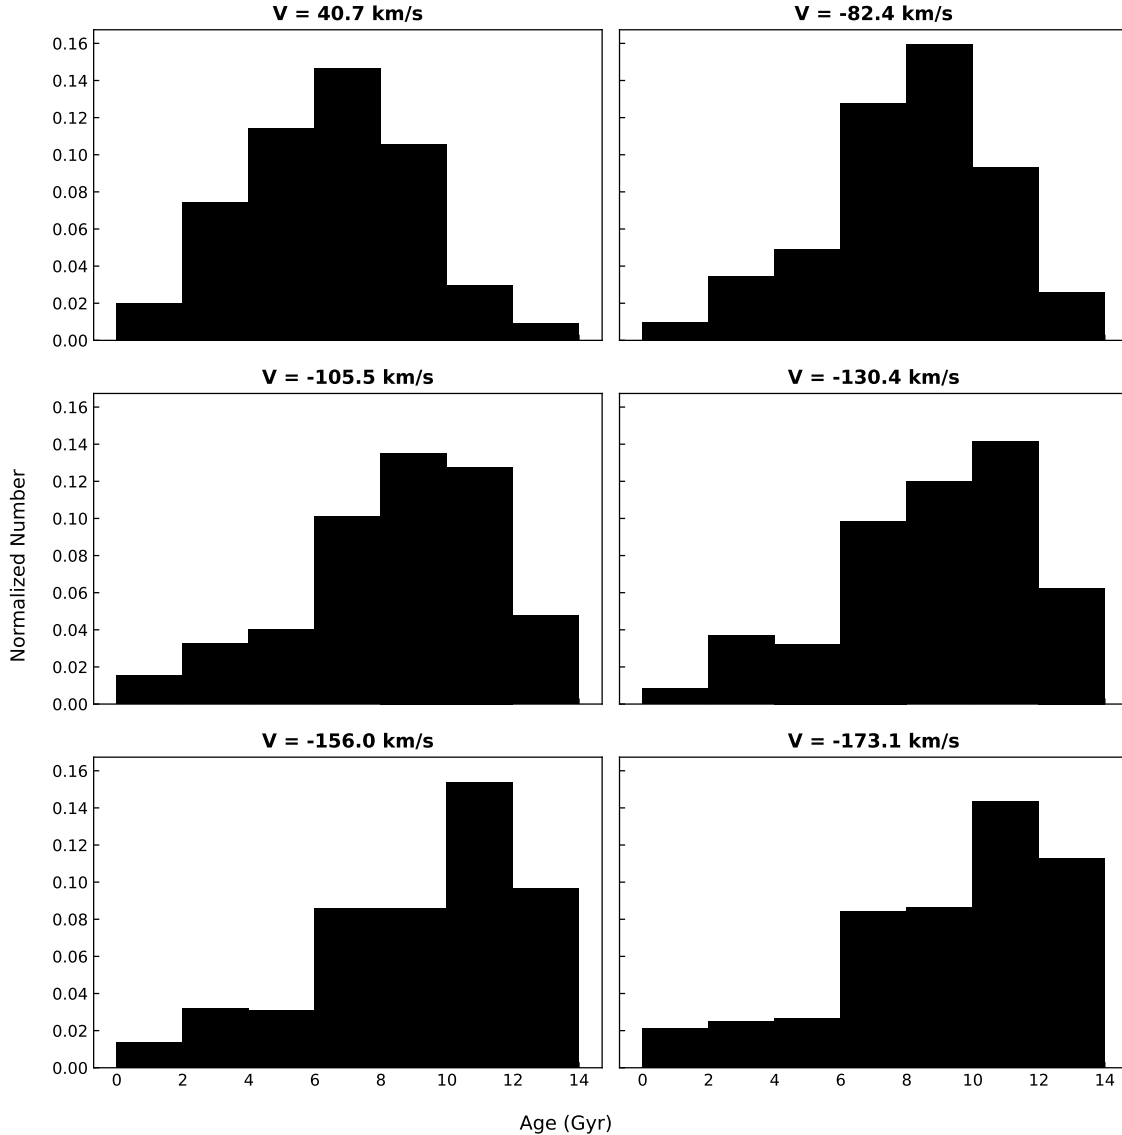 V = 40.7 km/s
V = -82.4 km/s
0.16
0.14
0.12
0.10
0.08
0.06
0.04
0.02
0.00
V = -105.5 km/s
V = -130.4 km/s
0.16
0.14
0.12
0.10
0.08
0.06
0.04
0.02
0.00
Normalized Number
V = -156.0 km/s
V = -173.1 km/s
0.16
0.14
0.12
0.10
0.08
0.06
0.04
0.02
0.00
0 2 4 6 8 10 12 14
0 2 4 6 8 10 12 14
Age (Gyr)